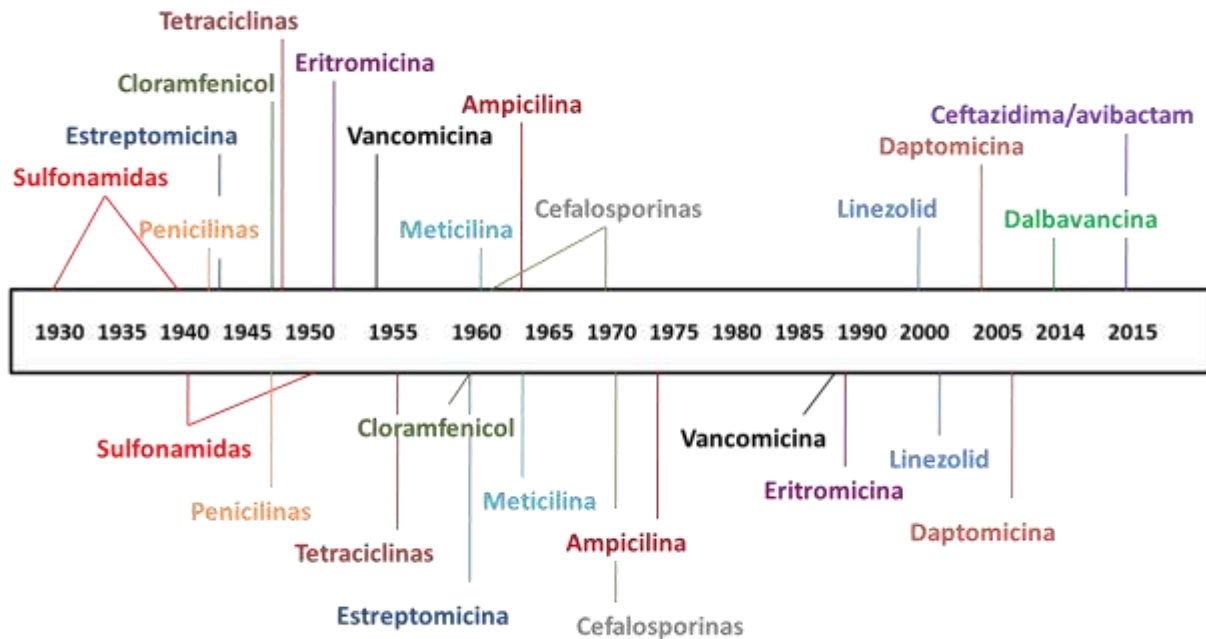 Tetraciclinas
Eritromicina
Cloramfenicol
Ampicilina
Ceftazidima/avibactam
Estreptomicina
Vancomicina
Daptomicina
Sulfonamidas
Penicilinas
Meticilina
Cefalosporinas
Linezolid
Dalbavancina
1930 1935 1940 1945 1950 1955 1960 1965 1970 1975 1980 1985 1990 2000 2005 2014 2015
Sulfonamidas
Cloramfenicol
Vancomicina
Linezolid
Penicilinas
Meticilina
Eritromicina
Tetraciclinas
Ampicilina
Daptomicina
Estreptomicina
Cefalosporinas